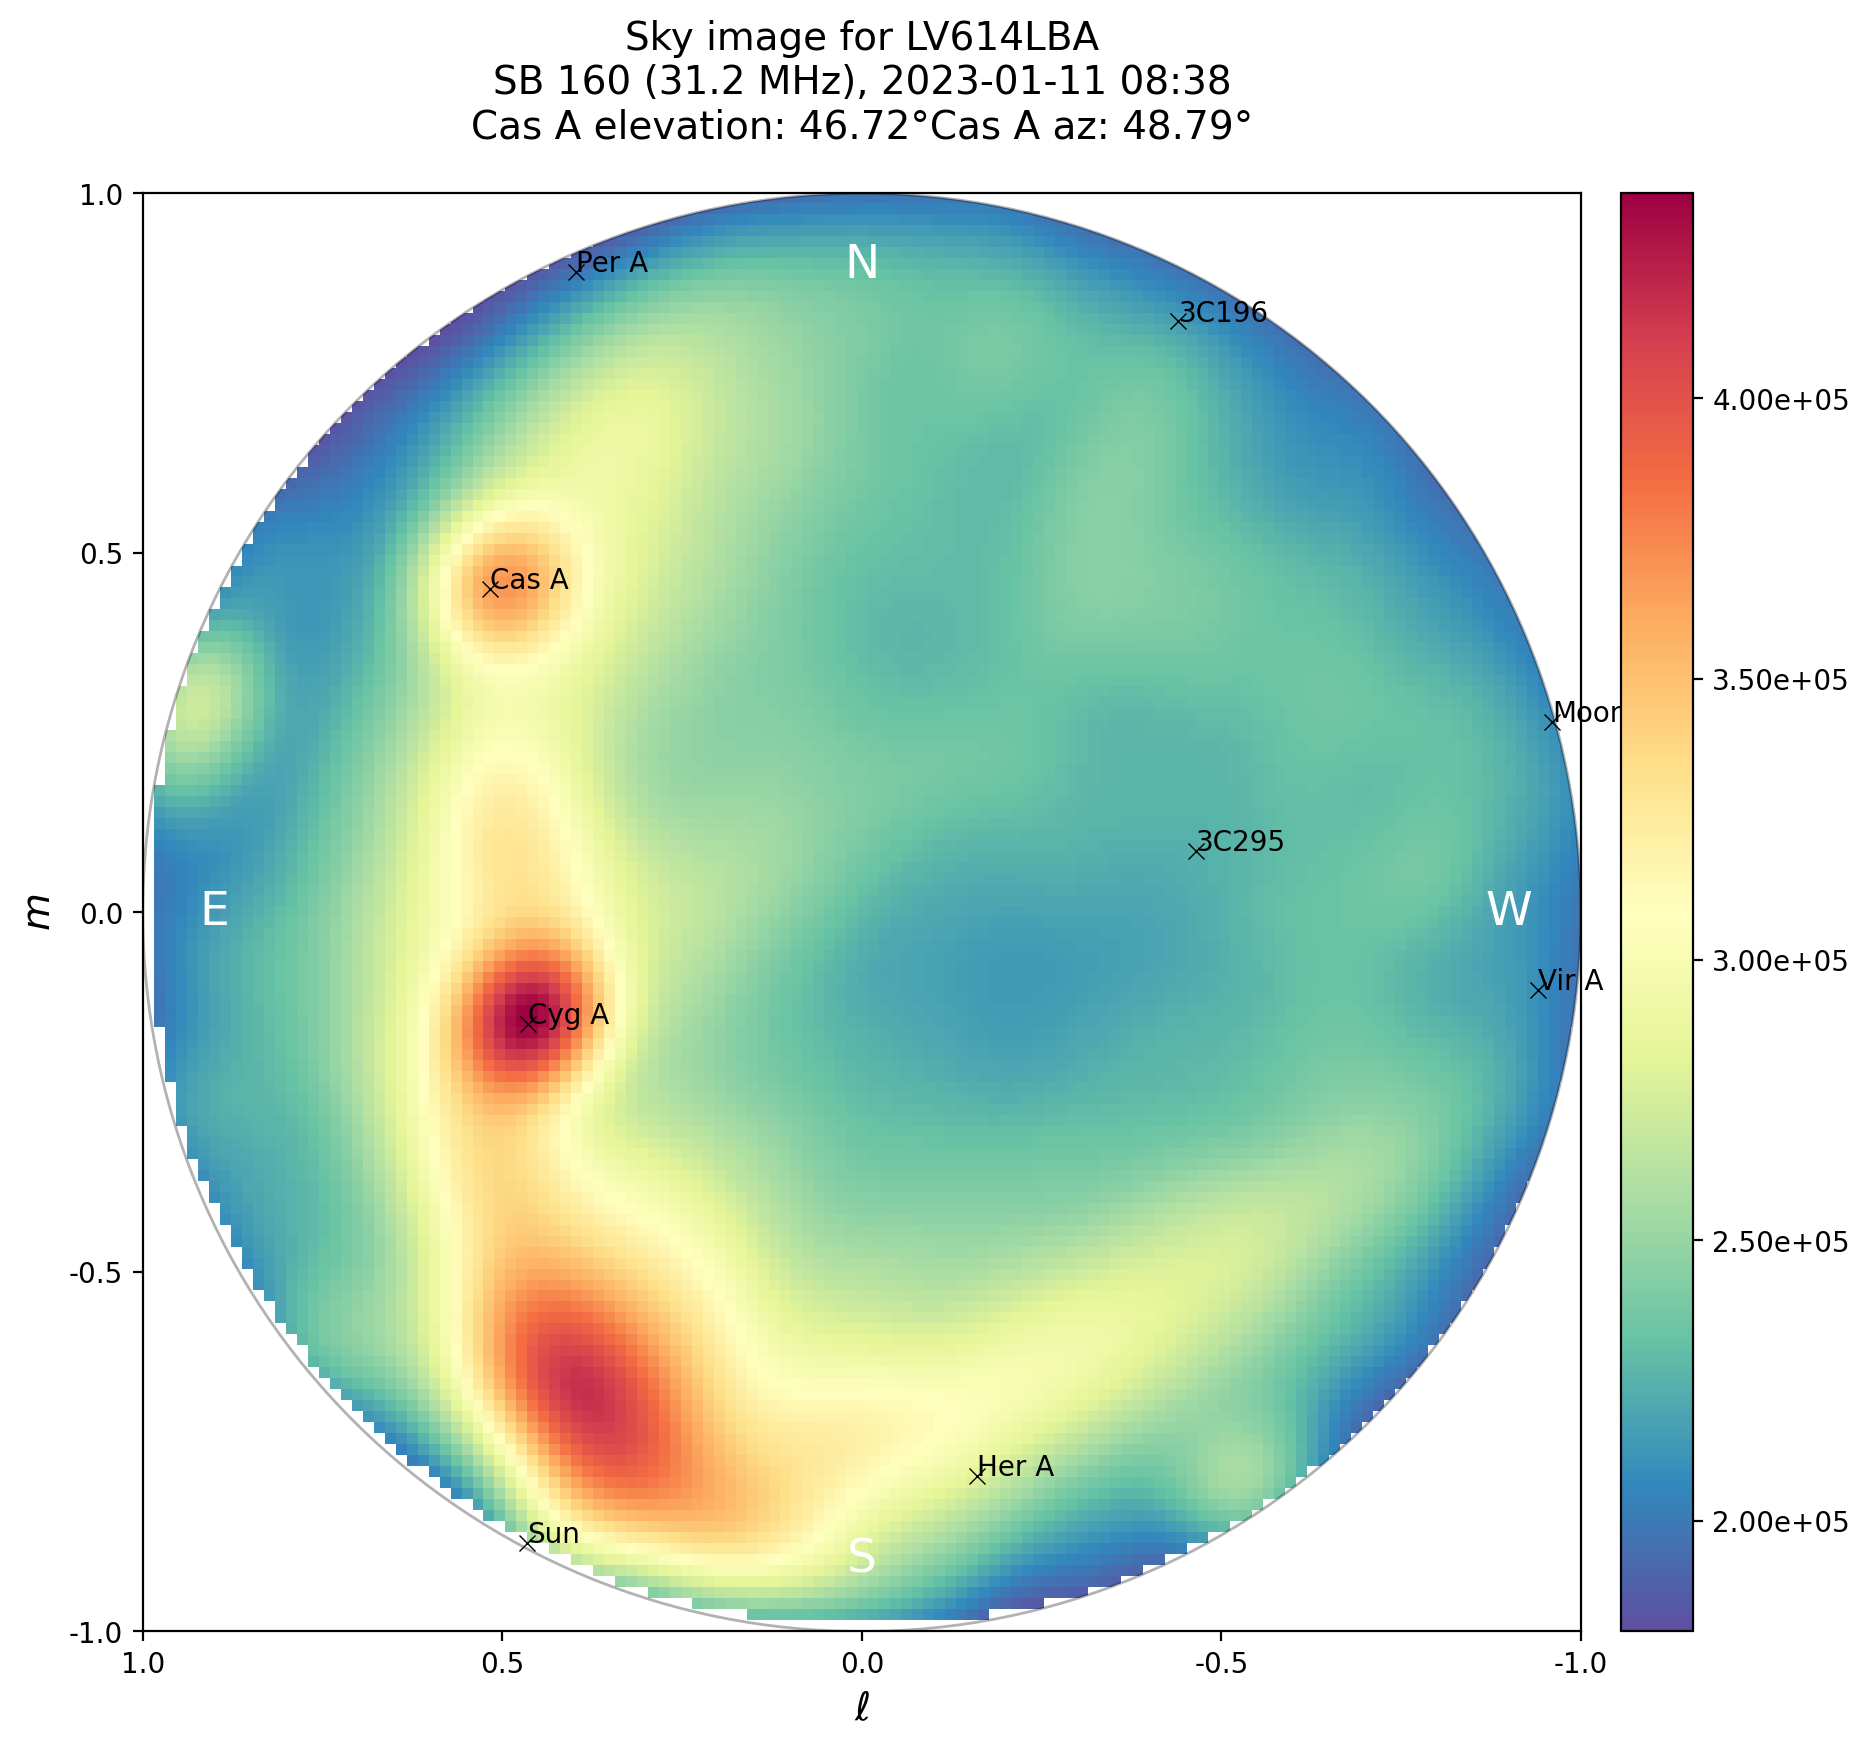 Sky image for LV614LBA
SB 160 (31.2 MHz), 2023-01-11 08:38
Cas A elevation: 46.72°Cas A az: 48.79°
1.0
0.5
0.0
-0.5
-1.0
m
1.0
0.5
0.0
-0.5
-1.0
ℓ
N
E
W
S
Per A
3C196
Cas A
Moon
3C295
Vir A
Cyg A
Her A
Sun
4.00e+05
3.50e+05
3.00e+05
2.50e+05
2.00e+05